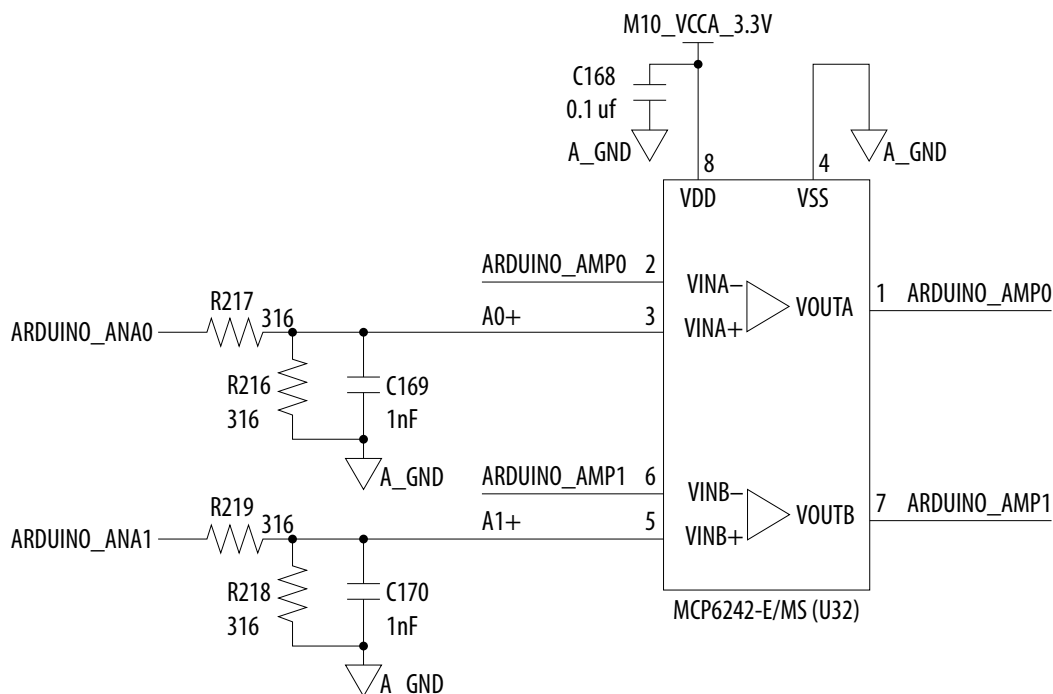 M10_VCCA_3.3V
C168
0.1 uf
A_GND
A_GND
8
4
VDD
VSS
ARDUINO_AMP0
2
VINA–
VOUTA
1
ARDUINO_AMP0
R217
316
ARDUINO_ANA0
A0+
3
VINA+
R216
316
C169
1nF
A_GND
ARDUINO_AMP1
6
VINB–
VOUTB
7
ARDUINO_AMP1
R219
316
ARDUINO_ANA1
A1+
5
VINB+
R218
316
C170
1nF
A_GND
MCP6242-E/MS (U32)